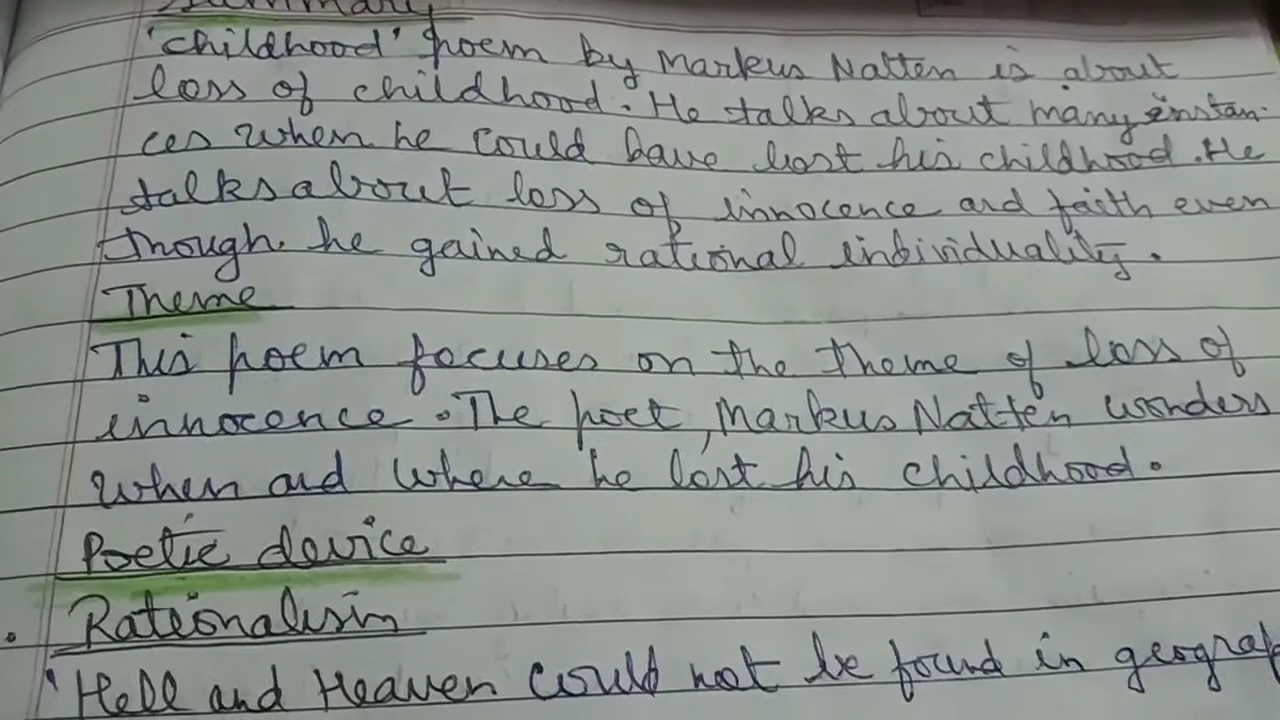 Summary
'childhood' poem by Markus Natten is about
loss of childhood. He talks about many instan-
ces when he could have lost his childhood. He
talks about loss of innocence and faith even
though he gained rational individuality.
Theme
This poem focuses on the theme of loss of
innocence. The poet, Markus Natten wonders
when and where he lost his childhood.
Poetic device
. Rationalism
'Hell and Heaven could not be found in geograp